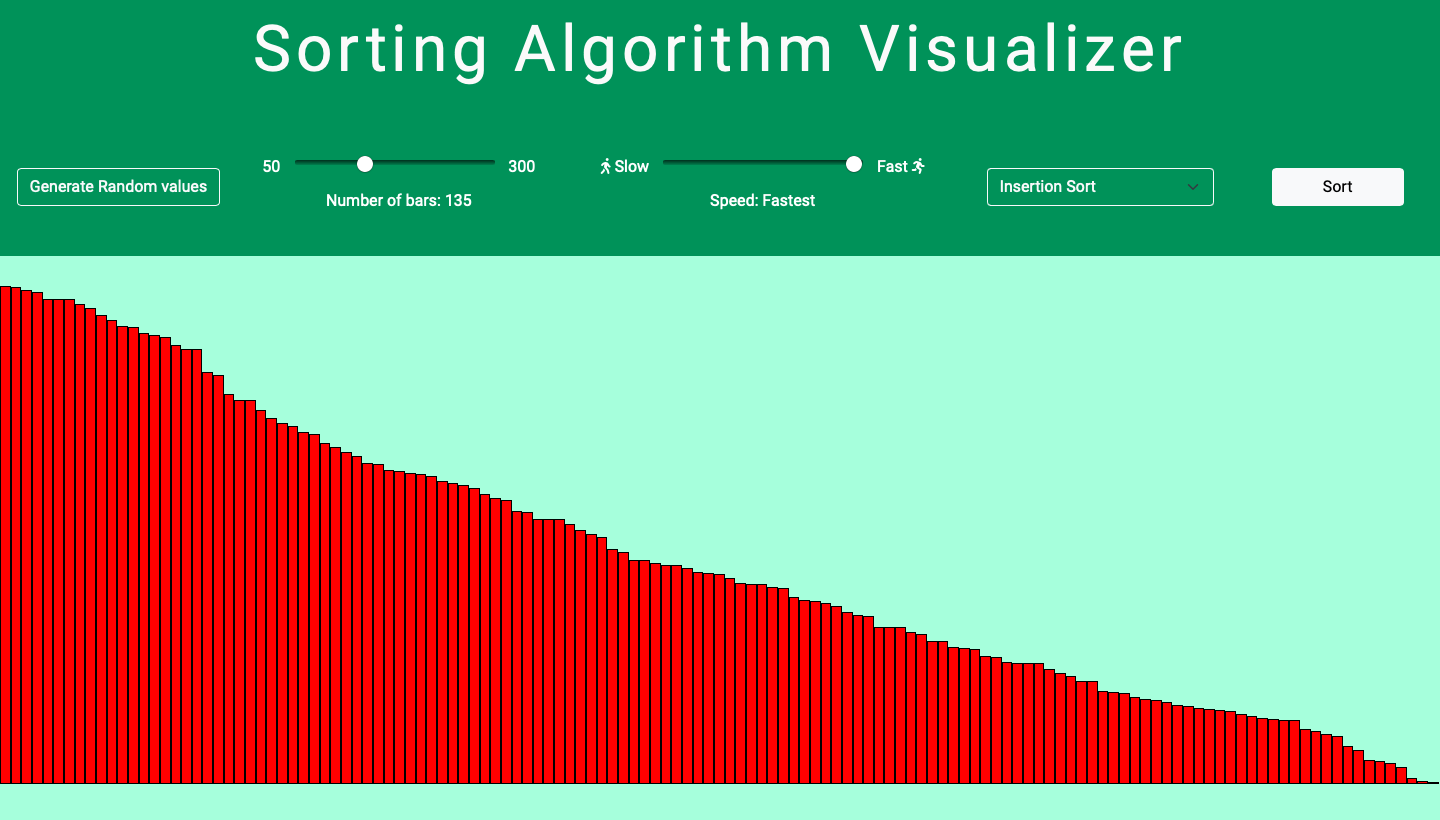 Sorting Algorithm Visualizer
Generate Random values
50
300
Number of bars: 135
Slow
Fast
Speed: Fastest
Insertion Sort
Sort